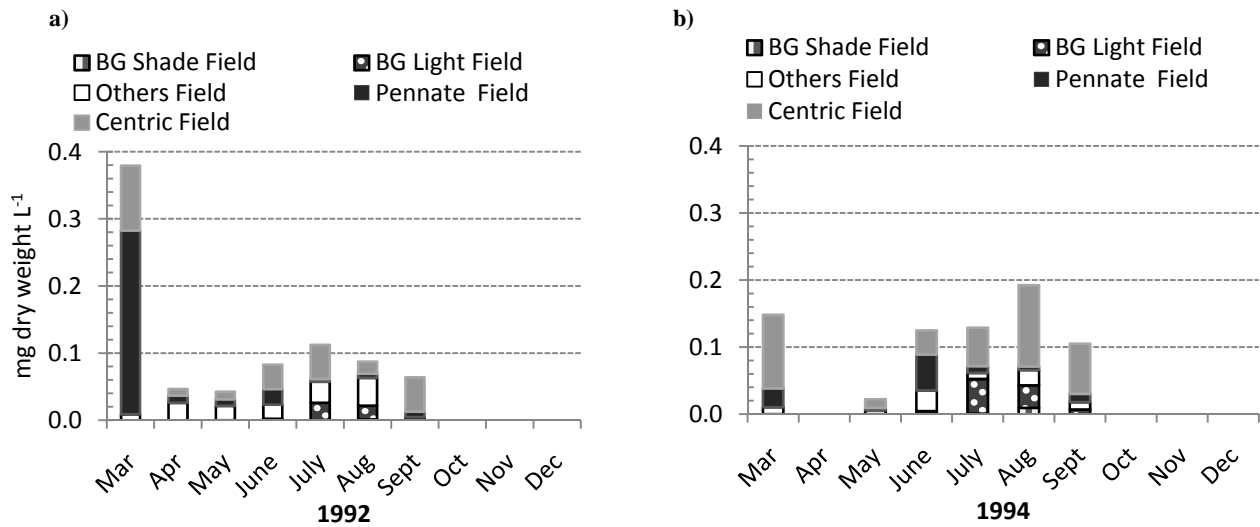 a)
BG Shade Field BG Light Field
Others Field Pennate Field
Centric Field
0.4
0.3
0.2
0.1
0.0
mg dry weight L-1
Mar Apr May June July Aug Sept Oct Nov Dec
1992
b)
BG Shade Field BG Light Field
Others Field Pennate Field
Centric Field
0.4
0.3
0.2
0.1
0.0
Mar Apr May June July Aug Sept Oct Nov Dec
1994